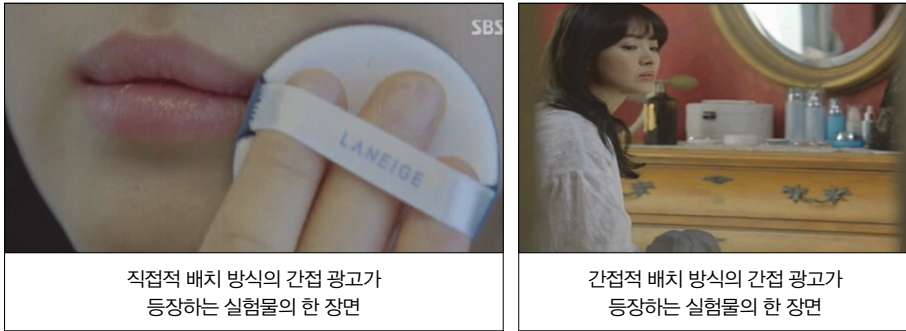 SBS
LANEIGE
직접적 배치 방식의 간접 광고가
등장하는 실험물의 한 장면
간접적 배치 방식의 간접 광고가
등장하는 실험물의 한 장면